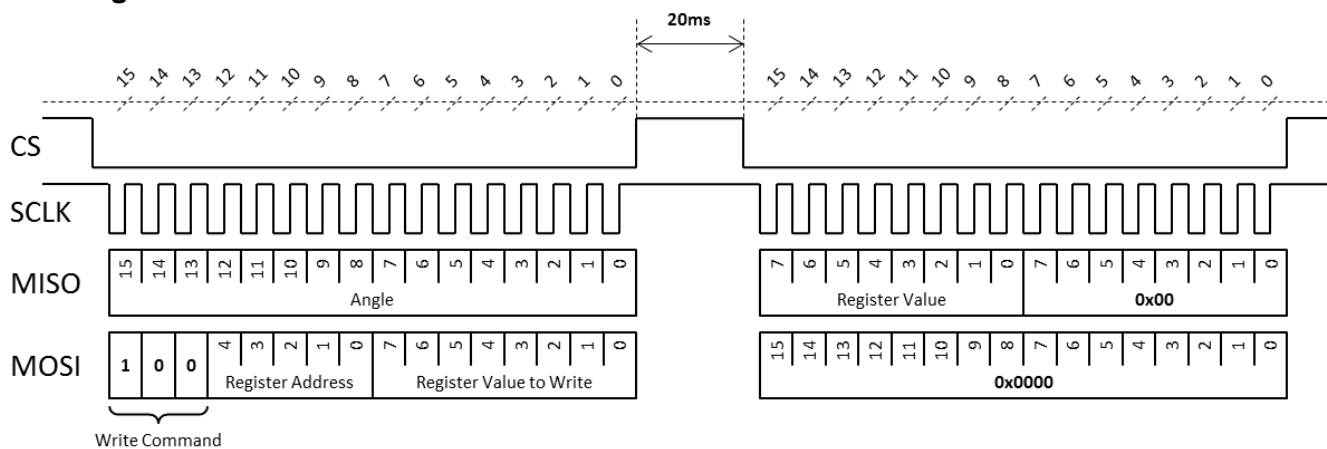 20ms
15 14 13 12 11 10 9 8 7 6 5 4 3 2 1 0 15 14 13 12 11 10 9 8 7 6 5 4 3 2 1 0
CS
SCLK
MISO 15 14 13 12 11 10 9 8 7 6 5 4 3 2 1 0 7 6 5 4 3 2 1 0 7 6 5 4 3 2 1 0
Angle Register Value 0x00
MOSI 1 0 0 4 3 2 1 0 7 6 5 4 3 2 1 0 15 14 13 12 11 10 9 8 7 6 5 4 3 2 1 0
Register Address Register Value to Write 0x0000
Write Command